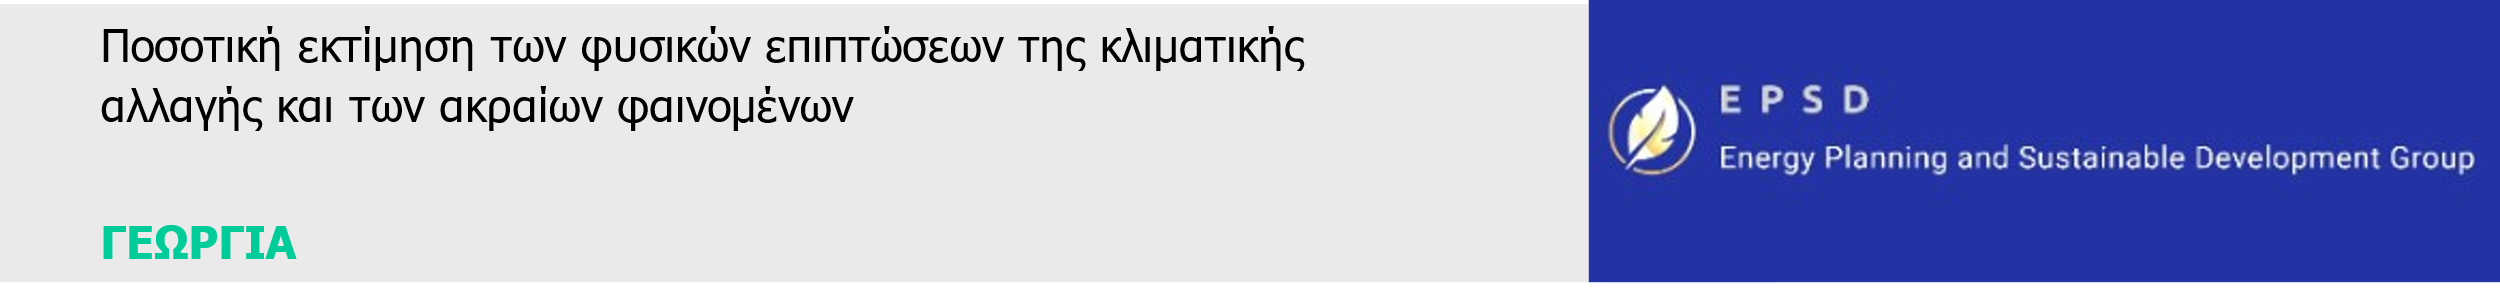 Ποσοτική εκτίμηση των φυσικών επιπτώσεων της κλιματικής
αλλαγής και των ακραίων φαινομένων
ΓΕΩΡΓΙΑ
EPSD
Energy Planning and Sustainable Development Group